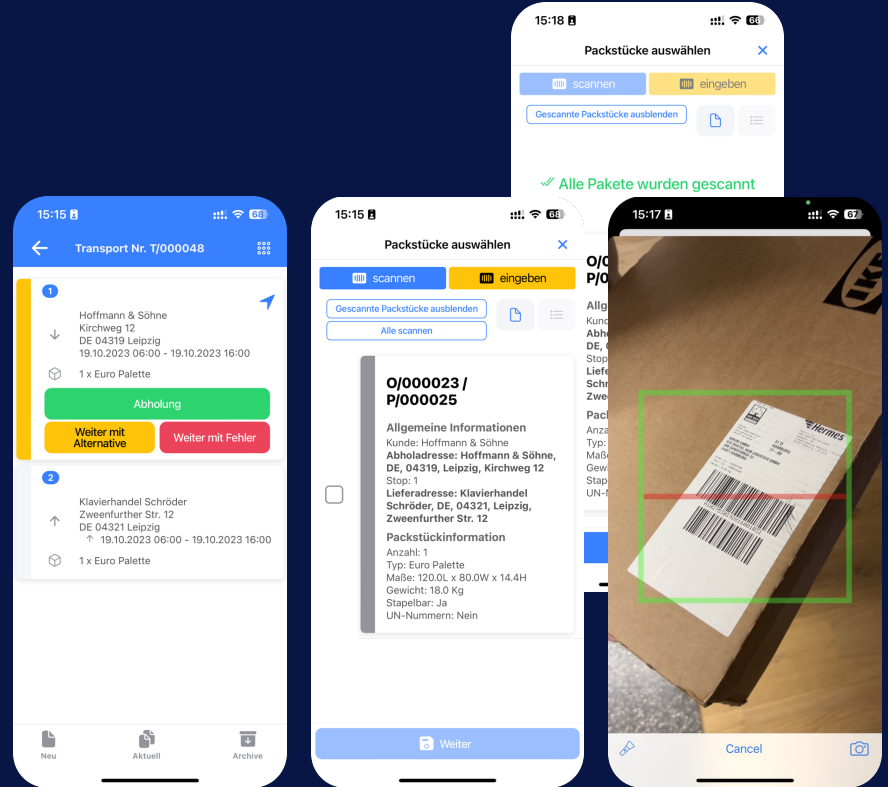 15:18
66
Packstücke auswählen
scannen
eingeben
Gescannte Packstücke ausblenden
Alle Pakete wurden gescannt
15:15
68
Transport Nr. T/000048
1
Hoffmann & Söhne
Kirchweg 12
DE 04319 Leipzig
19.10.2023 06:00 - 19.10.2023 16:00
1 x Euro Palette
Abholung
Weiter mit
Alternative
Weiter mit Fehler
2
Klavierhandel Schröder
Zweenfurther Str. 12
DE 04321 Leipzig
19.10.2023 06:00 - 19.10.2023 16:00
1 x Euro Palette
Neu
Aktuell
Archive
15:15
68
Packstücke auswählen
scannen
eingeben
Gescannte Packstücke ausblenden
Alle scannen
O/000023 /
P/000025
Allgemeine Informationen
Kunde: Hoffmann & Söhne
Abholadresse: Hoffmann & Söhne,
DE, 04319, Leipzig, Kirchweg 12
Stop: 1
Lieferadresse: Klavierhandel
Schröder, DE, 04321, Leipzig,
Zweenfurther Str. 12
Packstückinformation
Anzahl: 1
Typ: Euro Palette
Maße: 120.0L x 80.0W x 14.4H
Gewicht: 18.0 Kg
Stapelbar: Ja
UN-Nummern: Nein
Weiter
15:17
67
Hermes
Cancel